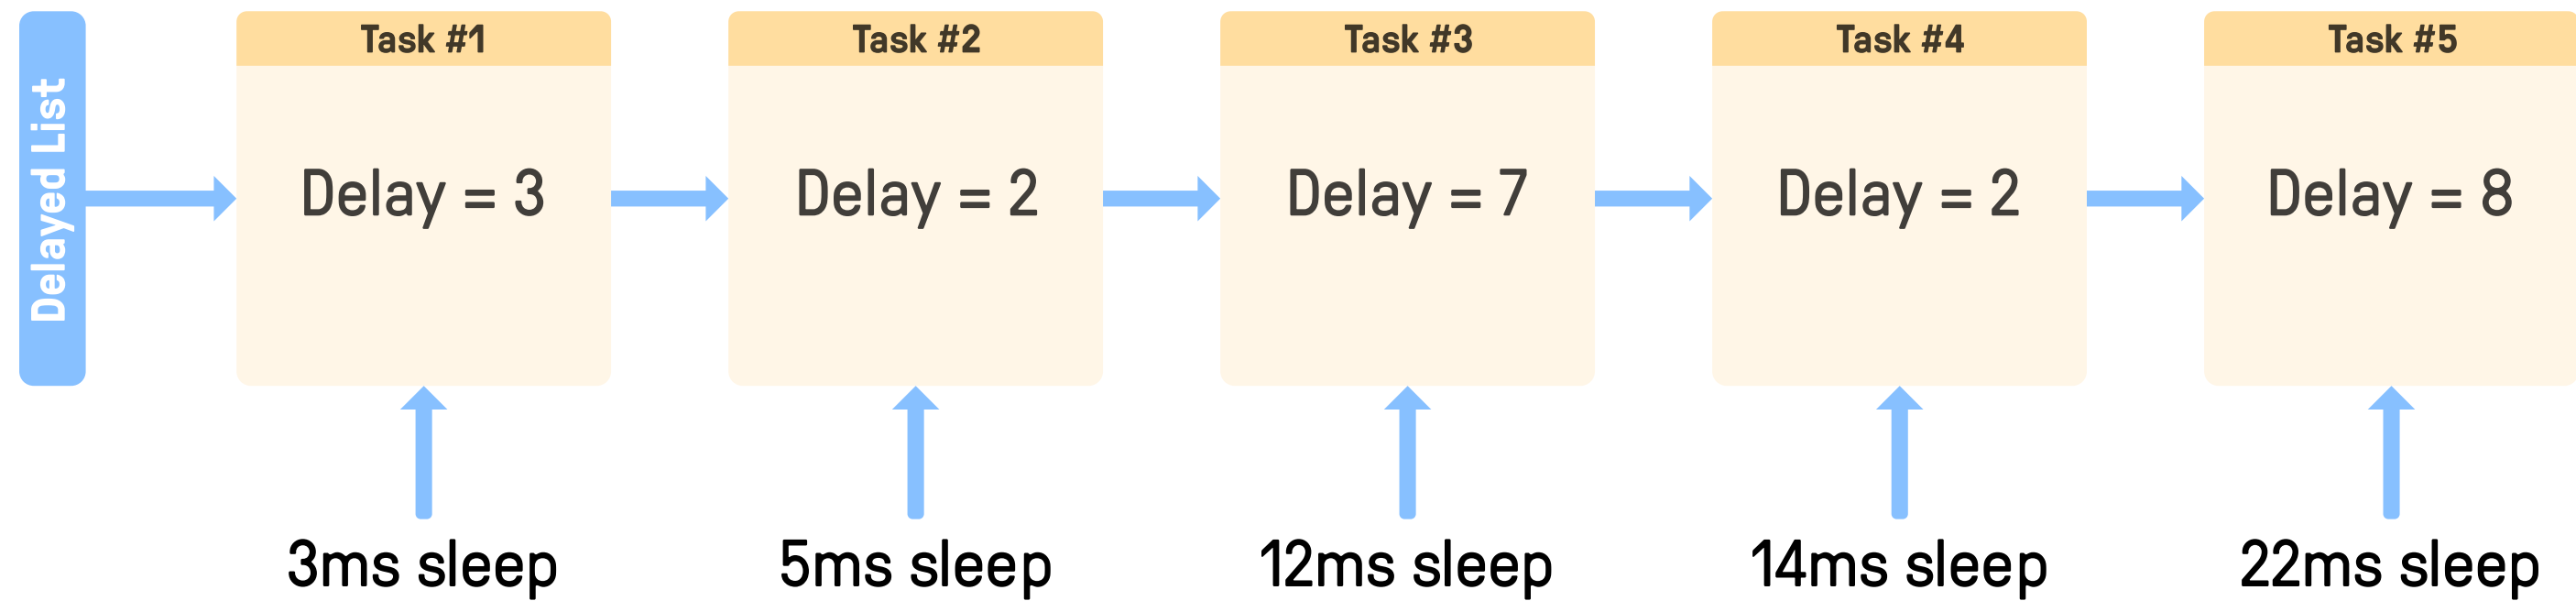 Delayed List
Task #1
Delay = 3
3ms sleep
Task #2
Delay = 2
5ms sleep
Task #3
Delay = 7
12ms sleep
Task #4
Delay = 2
14ms sleep
Task #5
Delay = 8
22ms sleep